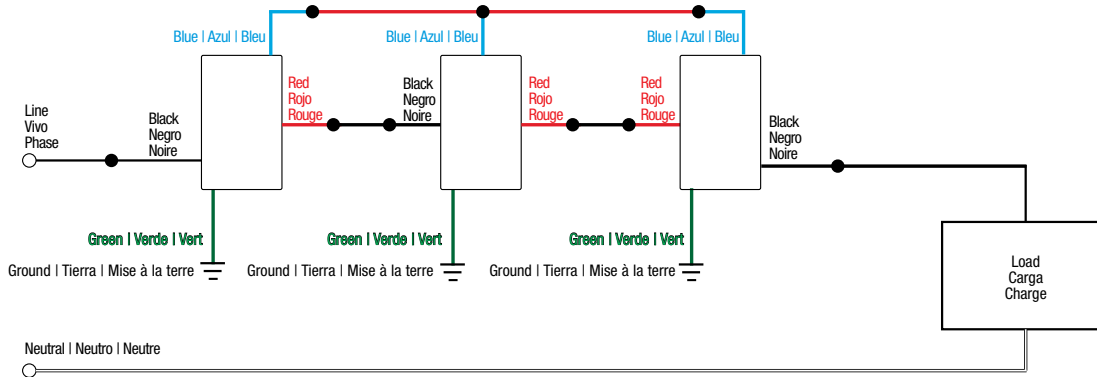 Blue | Azul | Bleu
Blue | Azul | Bleu
Blue | Azul | Bleu
Line
Vivo
Phase
Black
Negro
Noire
Red
Rojo
Rouge
Black
Negro
Noire
Red
Rojo
Rouge
Red
Rojo
Rouge
Black
Negro
Noire
Green | Verde | Vert
Green | Verde | Vert
Green | Verde | Vert
Ground | Tierra | Mise à la terre
Ground | Tierra | Mise à la terre
Ground | Tierra | Mise à la terre
Load
Carga
Charge
Neutral | Neutro | Neutre